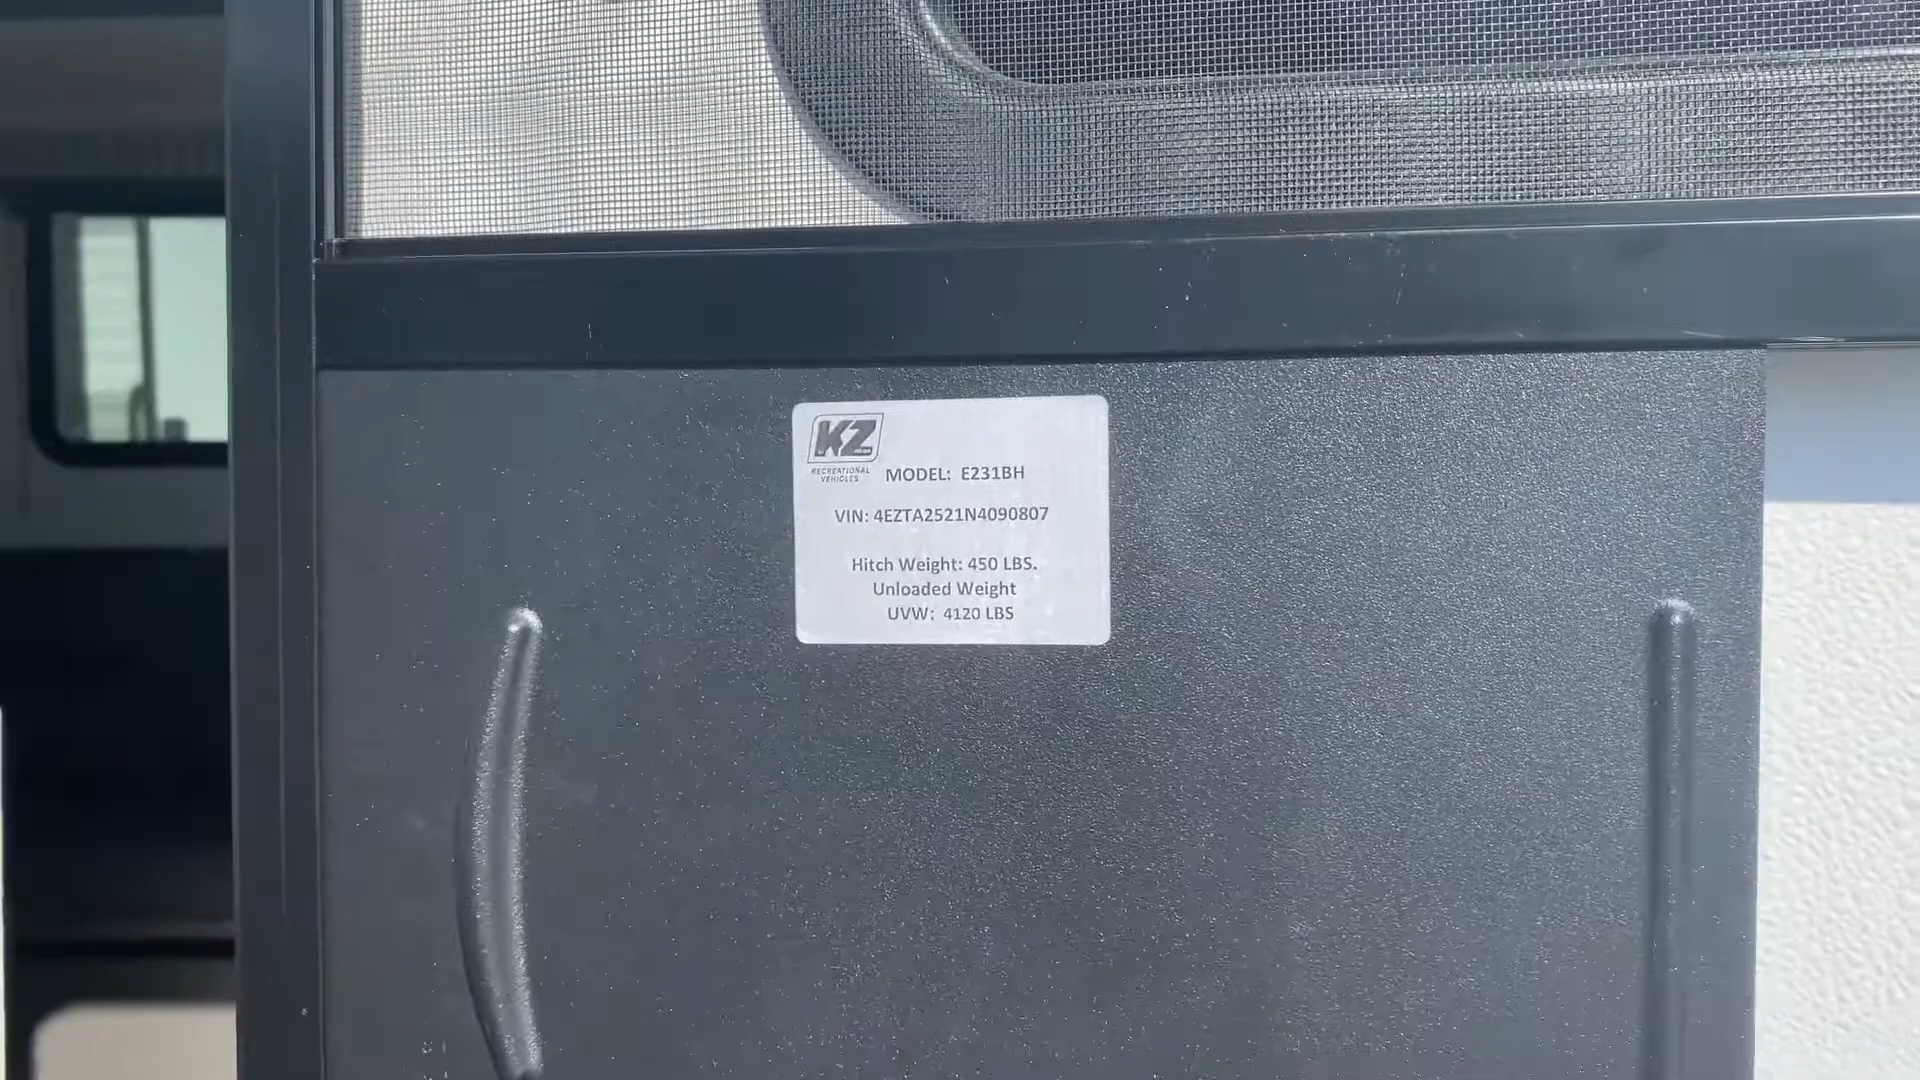 KZ
RECREATIONAL
VEHICLES
MODEL: E231BH
VIN: 4EZTA2521N4090807
Hitch Weight: 450 LBS.
Unloaded Weight
UVW: 4120 LBS